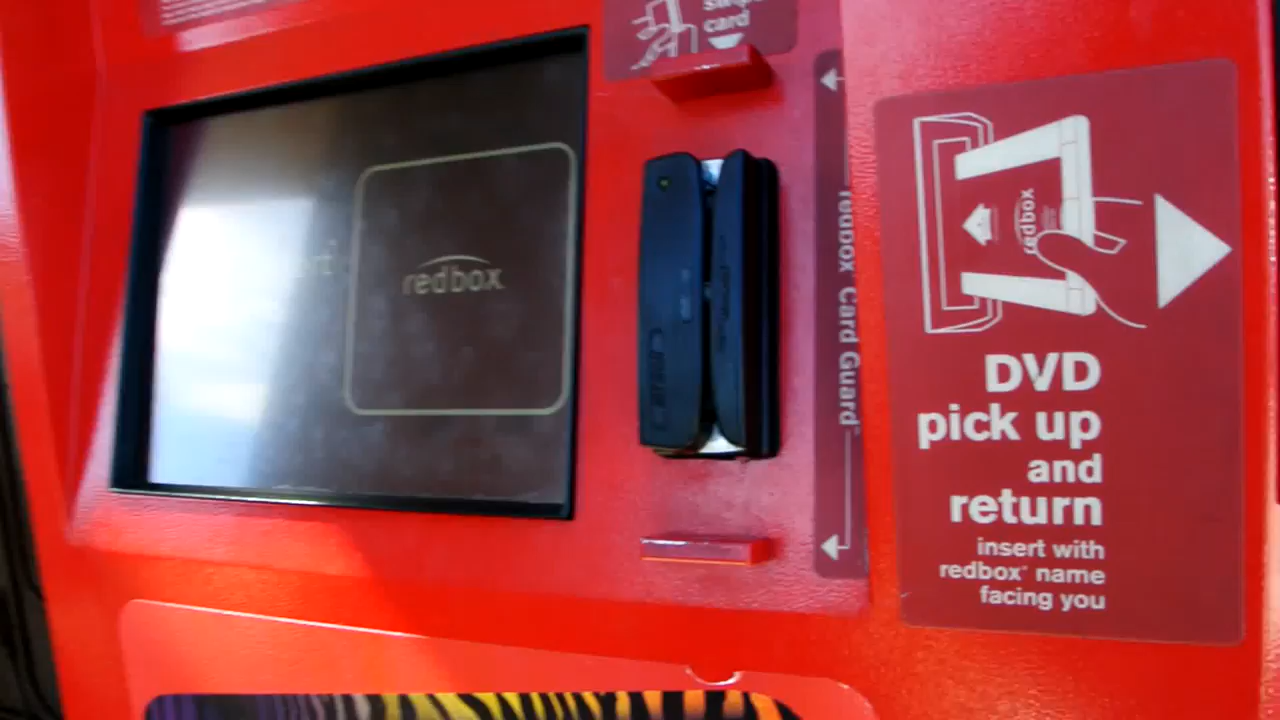 card
redbox
redbox Card Guard
redbox
DVD
pick up
and
return
insert with
redbox name
facing you